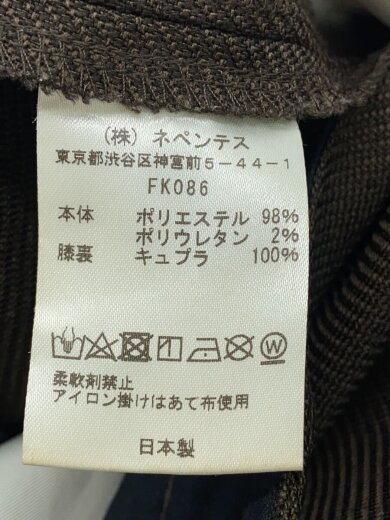 (株) ネペンテス
東京都渋谷区神宮前5-44-1
FK086
本体 ポリエステル 98%
ポリウレタン 2%
膝裏 キュプラ 100%
W
柔軟剤禁止
アイロン掛けはあて布使用
日本製